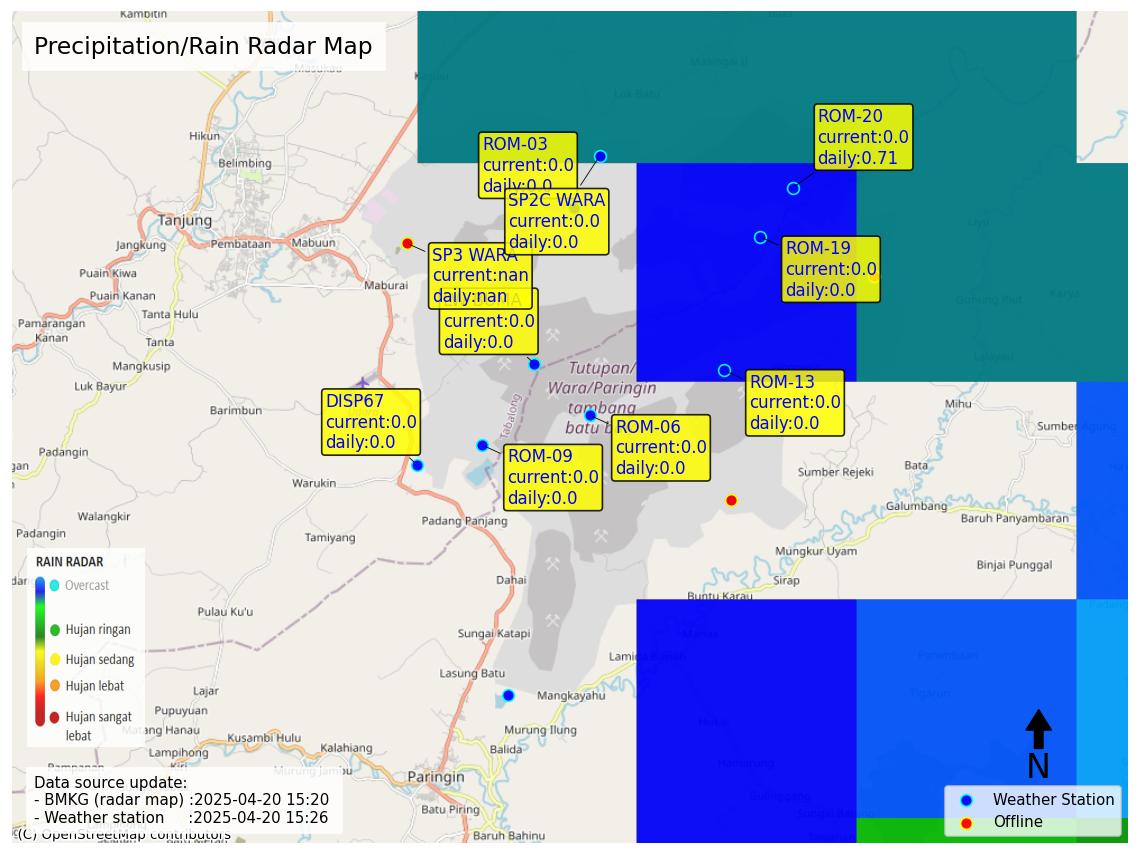 Precipitation/Rain Radar Map
Kambitin
Masukau
Kapulu
Maringat II
Lok Batu
Hikun
Belimbing
Tanjung
Jangkung
Pembataan
Mabuun
Puain Kiwa
Maburai
Puain Kanan
Tanta Hulu
Pamarangan
Kanan
Tanta
Mangkusip
Luk Bayur
Barimbun
Padangin
Warukin
Walangkir
Padangin
Tamiyang
Padang Panjang
Dahai
Pulau Ku'u
Sungai Katapi
Lasung Batu
Lajar
Pupuyuan
Matang Hanau
Lampihong
Kusambi Hulu
Kalahiang
Murung Jambu
Paringin
Batu Piring
Baruh Bahinu
Mangkayahu
Murung Ilung
Balida
Tutupan/
Wara/Paringin
tambang
batu b
Tabalong
Liyu
Gunung Riut
Karya
Lalayau
Mihu
Sumber Agung
Sumber Rejeki
Bata
Galumbang
Baruh Panyambaran
Mungkur Uyam
Binjai Punggal
Sirap
Buntu Karau
ROM-03
current:0.0
daily:0.0
SP2C WARA
current:0.0
daily:0.0
ROM-20
current:0.0
daily:0.71
ROM-19
current:0.0
daily:0.0
SP3 WARA
current:nan
daily:nan
current:0.0
daily:0.0
ROM-13
current:0.0
daily:0.0
DISP67
current:0.0
daily:0.0
ROM-06
current:0.0
daily:0.0
ROM-09
current:0.0
daily:0.0
RAIN RADAR
Overcast
Hujan ringan
Hujan sedang
Hujan lebat
Hujan sangat
lebat
Data source update:
- BMKG (radar map) :2025-04-20 15:20
- Weather station :2025-04-20 15:26
(C) OpenStreetMap contributors
N
Weather Station
Offline